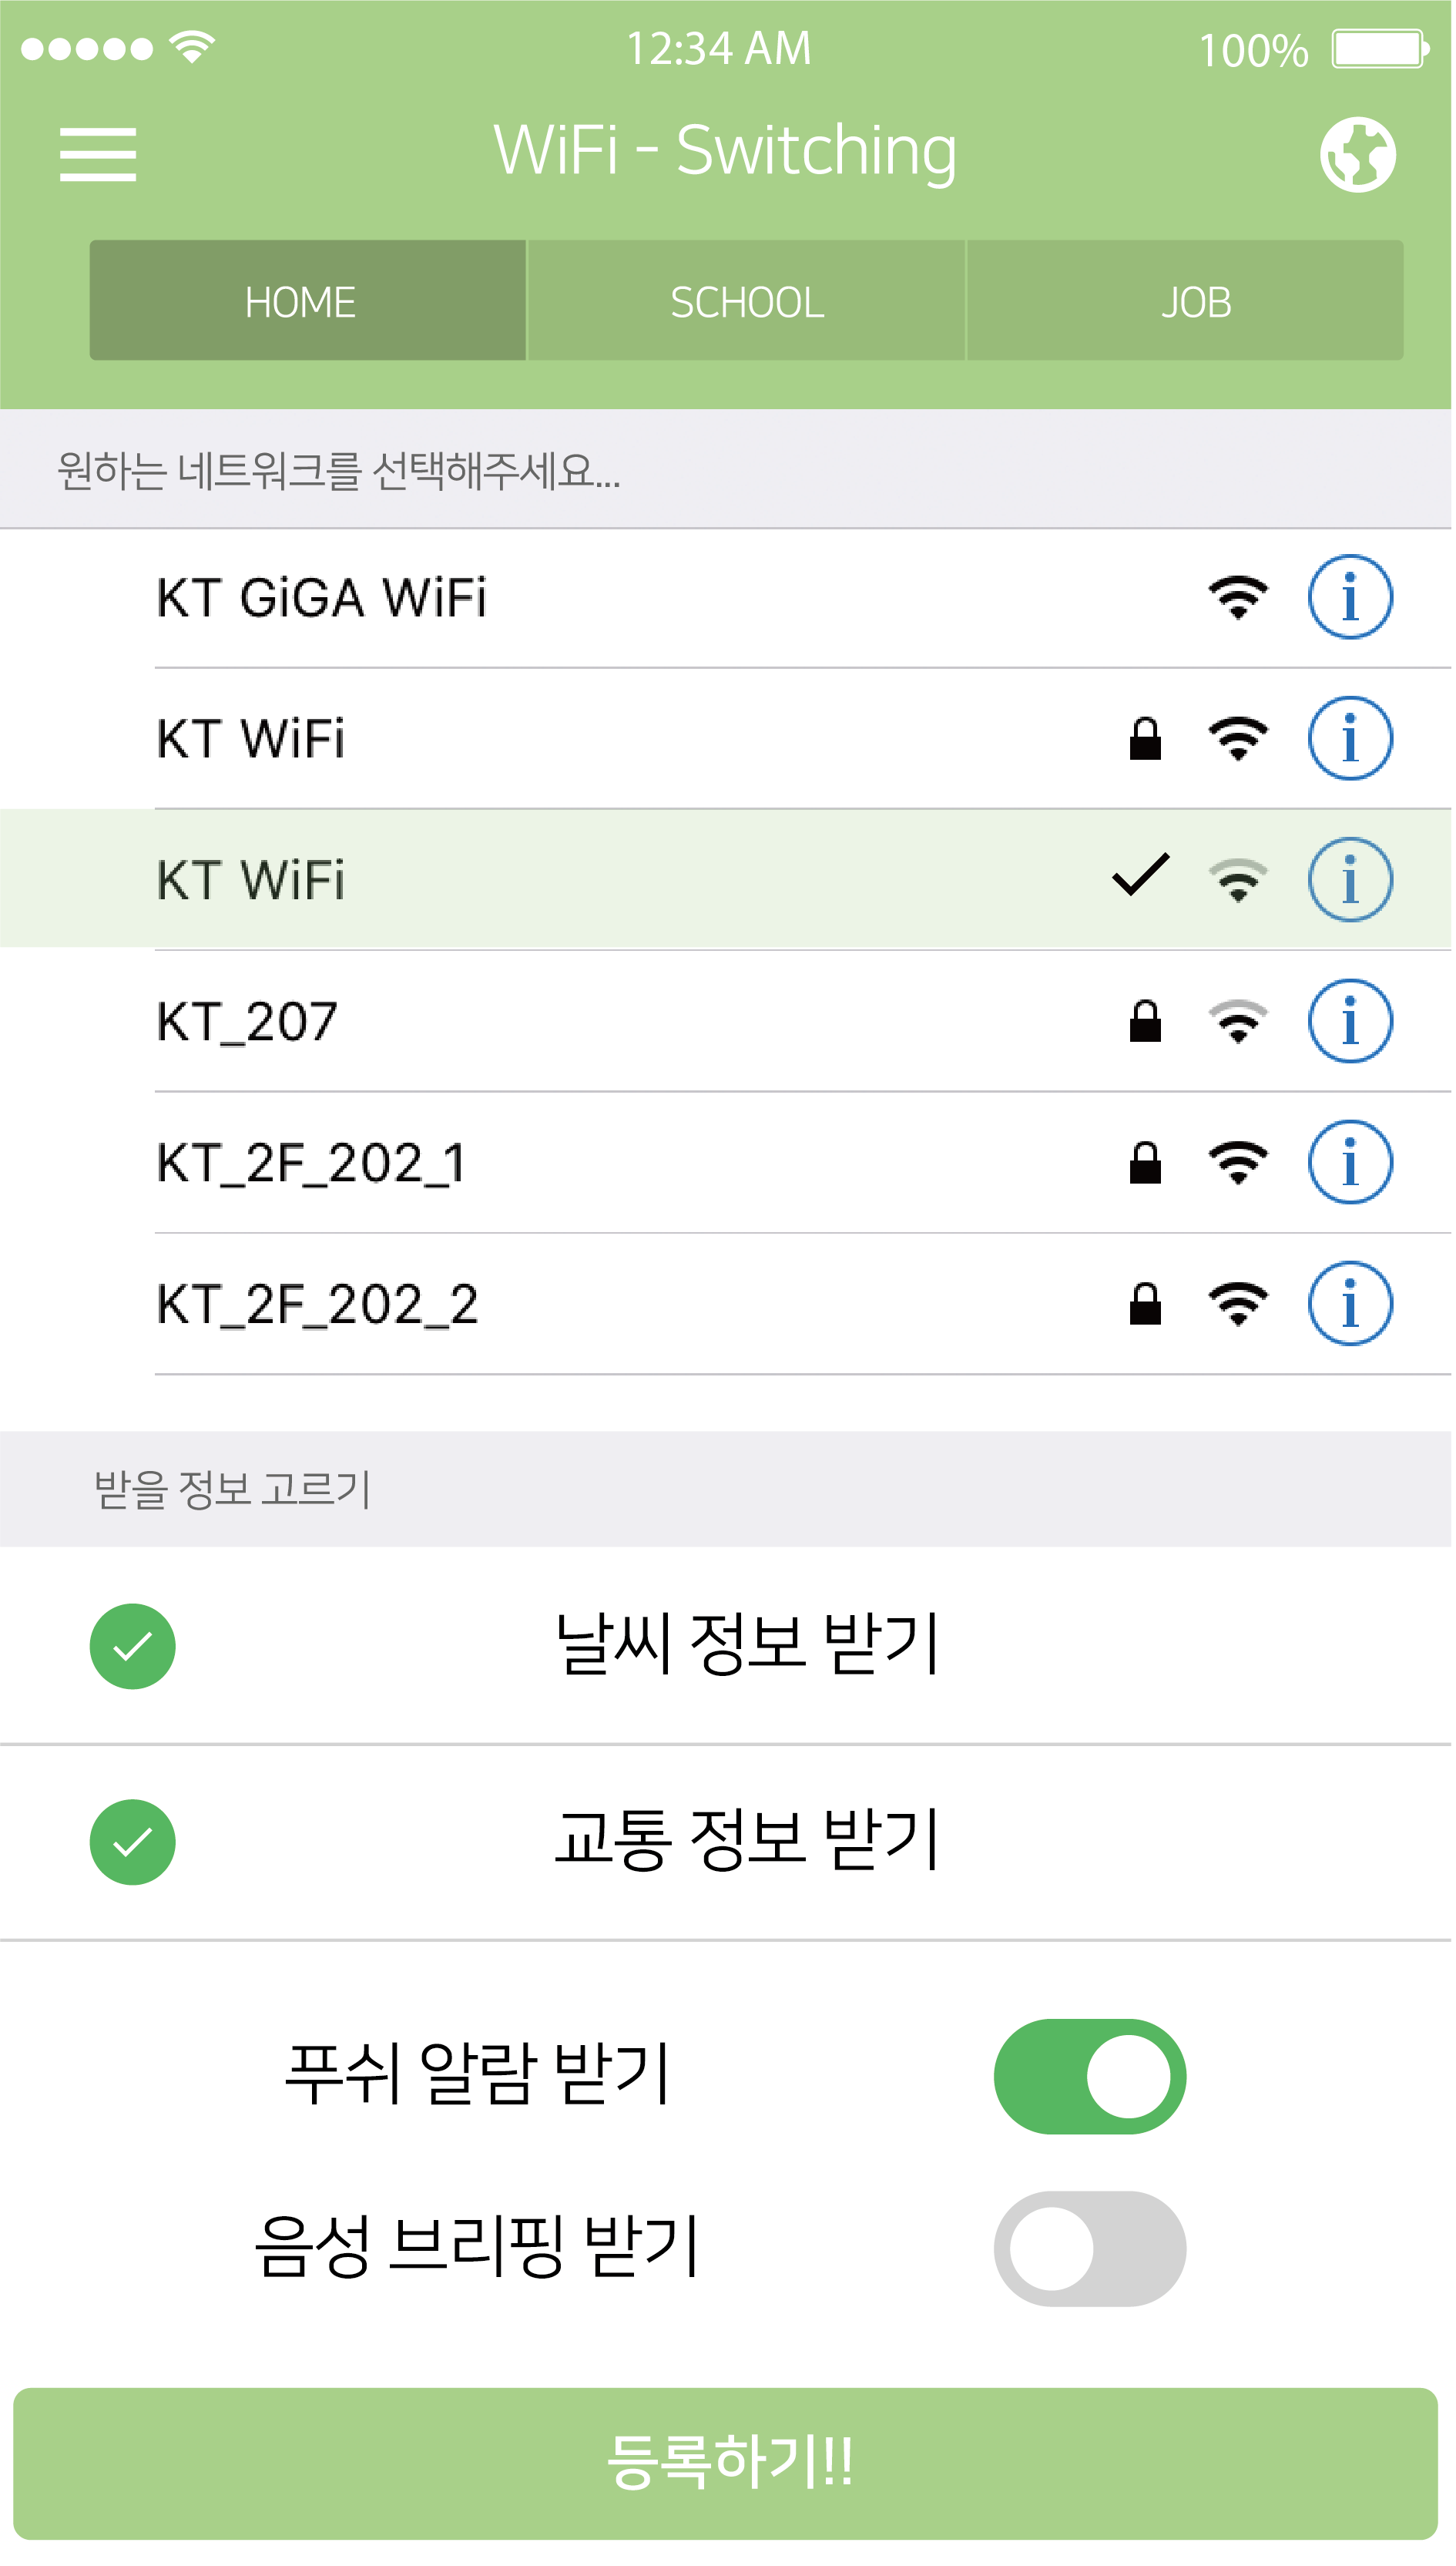 12:34 AM 100%
WiFi - Switching
HOME SCHOOL JOB
원하는 네트워크를 선택해주세요...
KT GiGA WiFi
KT WiFi
KT WiFi
KT_207
KT_2F_202_1
KT_2F_202_2
받을 정보 고르기
날씨 정보 받기
교통 정보 받기
푸쉬 알람 받기
음성 브리핑 받기
등록하기!!